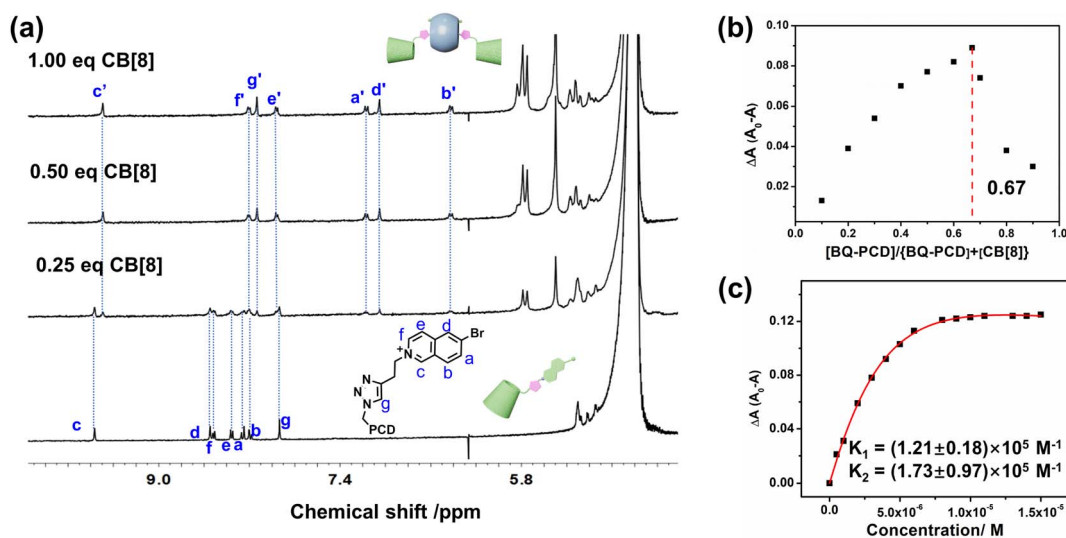 (a)
1.00 eq CB[8]
c’
f'
g'
e'
a'
d'
b'
0.50 eq CB[8]
0.25 eq CB[8]
c
d
f
e
a
b
g
f
e
d
Br
N
+
c
b
a
N
N
N
g
PCD
9.0
7.4
5.8
Chemical shift /ppm
(b)
0.10
0.08
0.06
0.04
0.02
0.00
ΔA (A₀-A)
0.67
0.0
0.2
0.4
0.6
0.8
1.0
[BQ-PCD]/{BQ-PCD]+[CB[8]}
(c)
0.12
0.08
0.04
0.00
ΔA (A₀-A)
K₁ = (1.21±0.18)×10⁵ M⁻¹
K₂ = (1.73±0.97)×10⁵ M⁻¹
0.0
5.0x10⁻⁶
1.0x10⁻⁵
1.5x10⁻⁵
Concentration/ M